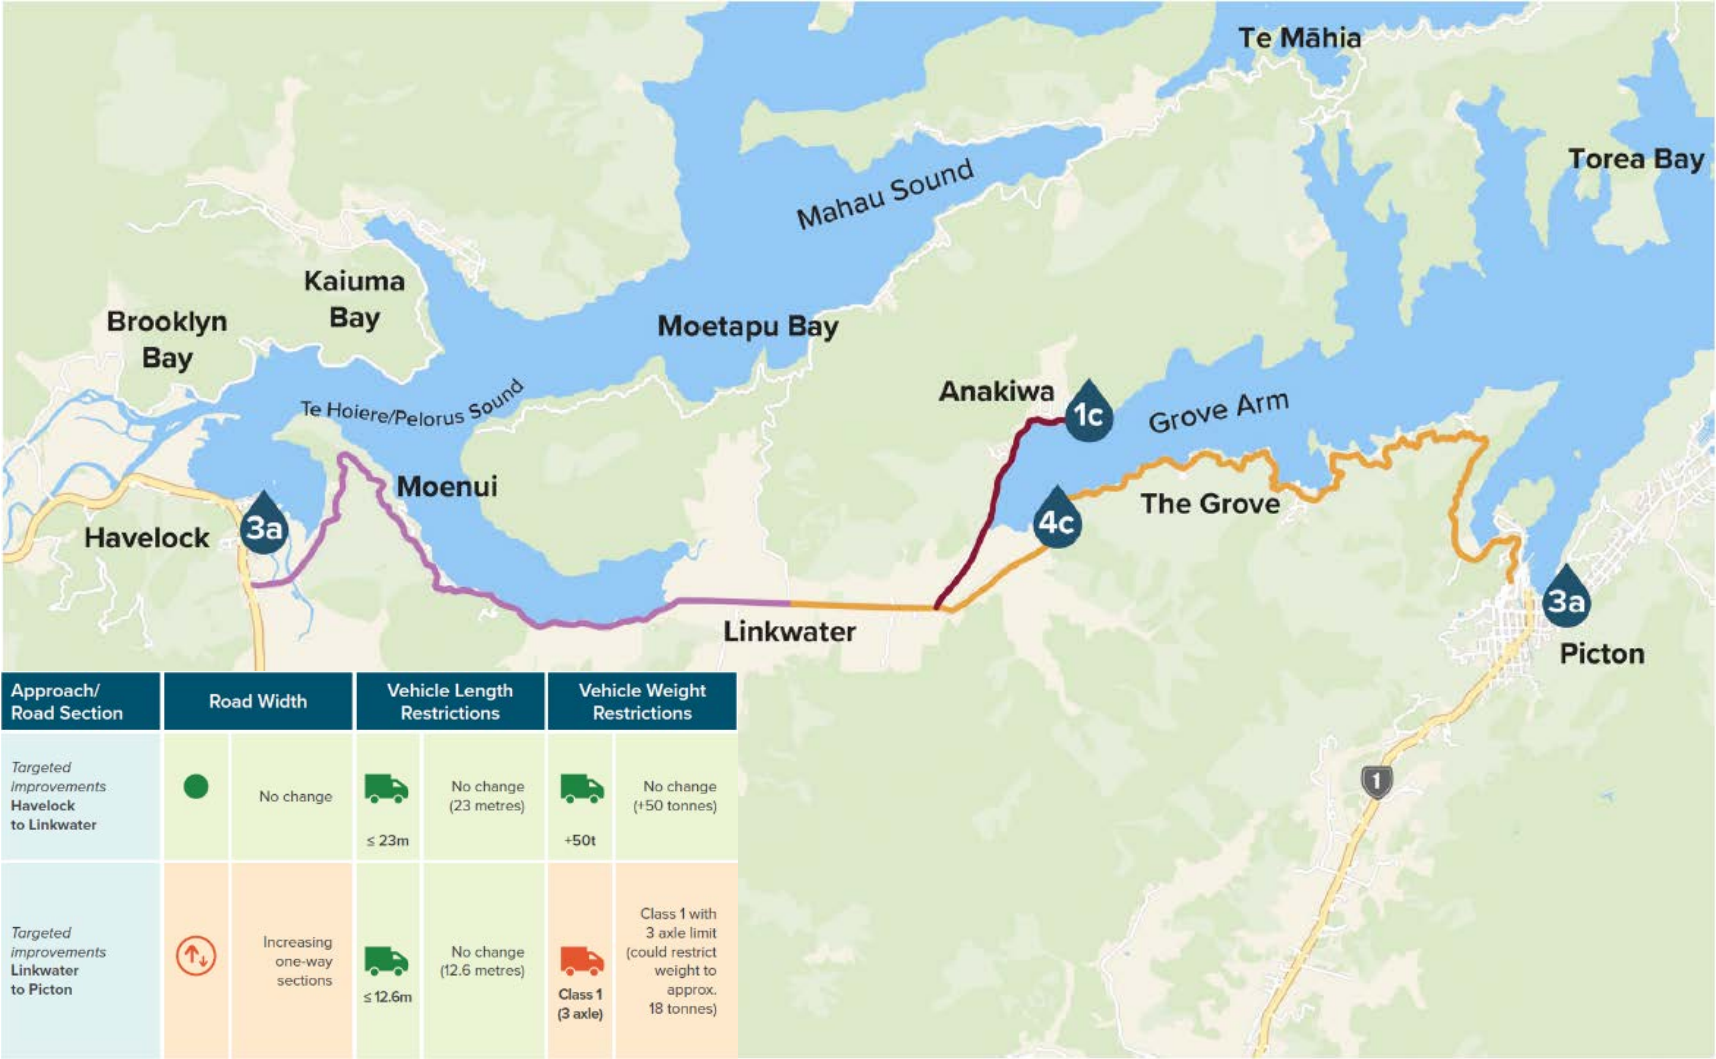 Te Māhia
Torea Bay
Mahau Sound
Kaiuma
Bay
Brooklyn
Bay
Moetapu Bay
Te Hoiere/Pelorus Sound
Anakiwa
1c
Grove Arm
Moenui
The Grove
Havelock
3a
4c
3a
Linkwater
Picton
1
Approach/
Road Section
Road Width
Vehicle Length
Restrictions
Vehicle Weight
Restrictions
Targeted
improvements
Havelock
to Linkwater
No change
≤ 23m
No change
(23 metres)
+50t
No change
(+50 tonnes)
Targeted
improvements
Linkwater
to Picton
Increasing
one-way
sections
≤ 12.6m
No change
(12.6 metres)
Class 1
(3 axle)
Class 1 with
3 axle limit
(could restrict
weight to
approx.
18 tonnes)